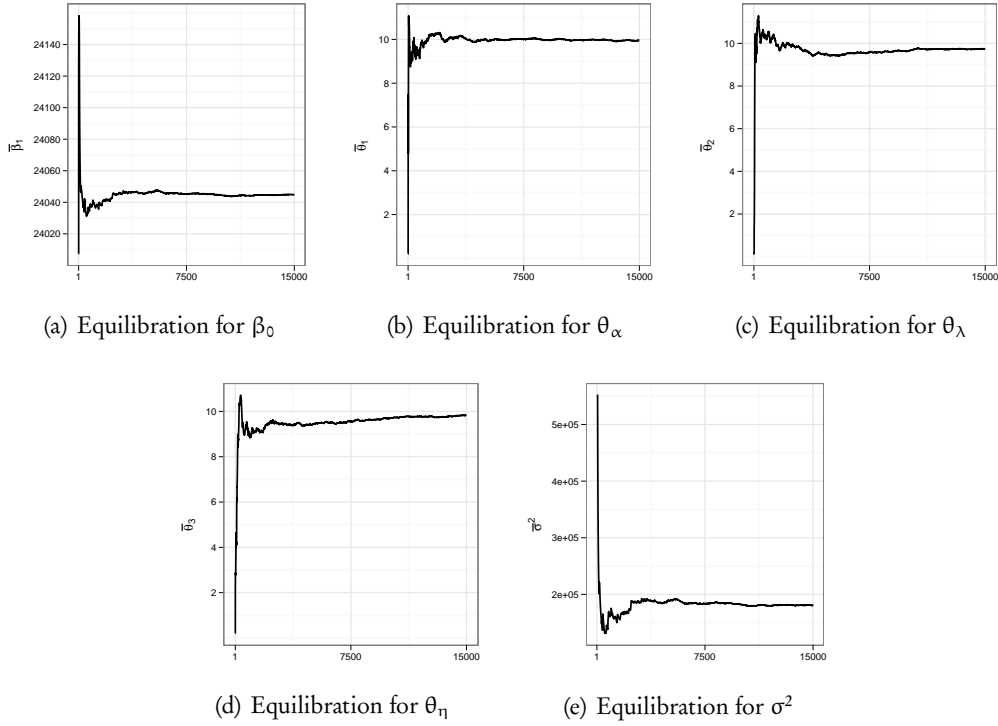 24140
24120
24100
24080
24060
24040
24020
β̅₁
1
7500
15000
(a) Equilibration for β₀
10
8
6
4
2
θ̅₁
1
7500
15000
(b) Equilibration for θ_α
10
8
6
4
2
θ̅₂
1
7500
15000
(c) Equilibration for θ_λ
10
8
6
4
2
θ̅₃
1
7500
15000
(d) Equilibration for θ_η
5e+05
4e+05
3e+05
2e+05
σ̅²
1
7500
15000
(e) Equilibration for σ²